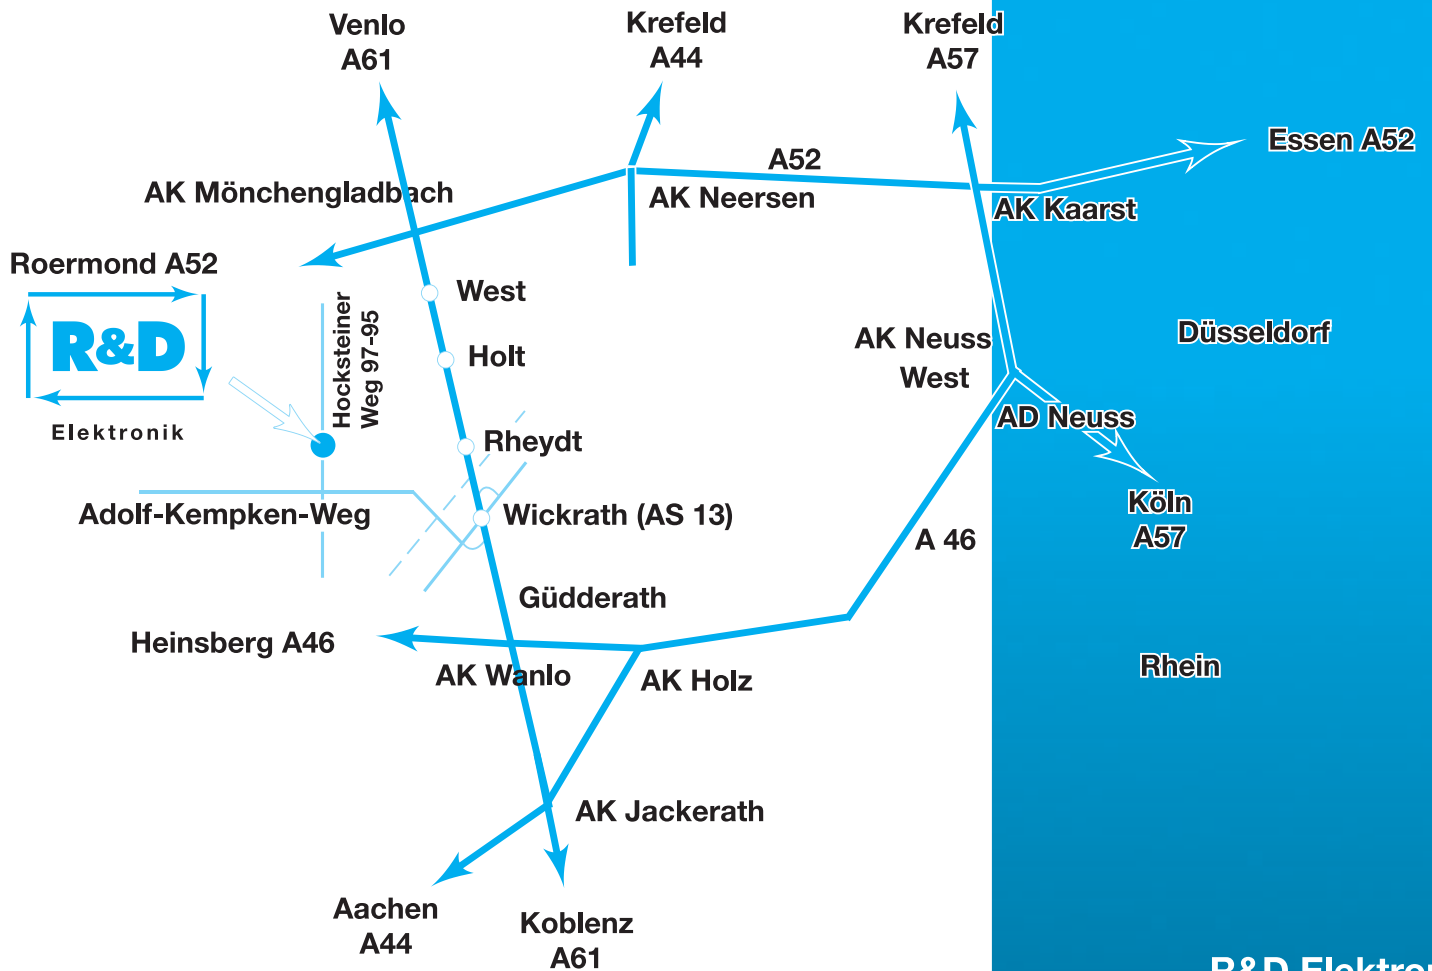 Venlo
A61
Krefeld
A44
Krefeld
A57
Essen A52
A52
AK Mönchengladbach
AK Neersen
AK Kaarst
Roermond A52
R&D
Elektronik
Hocksteiner
Weg 97-95
West
Holt
AK Neuss
West
Düsseldorf
AD Neuss
Rheydt
Adolf-Kempken-Weg
Wickrath (AS 13)
Köln
A57
A 46
Güdderath
Heinsberg A46
AK Wanlo
AK Holz
Rhein
AK Jackerath
Aachen
A44
Koblenz
A61
R&D Elektron